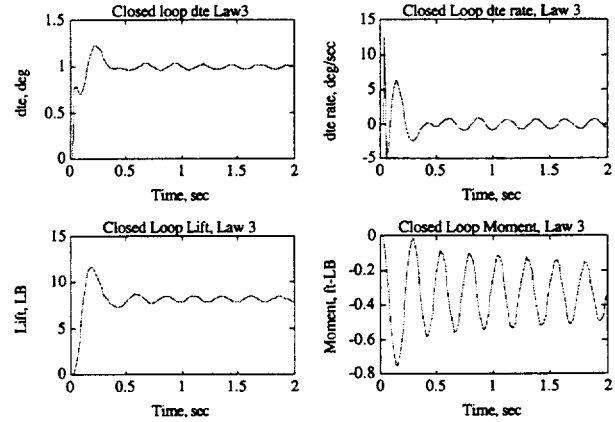 Closed loop dte Law3
1.5
1
0.5
0
dte, deg
0 0.5 1 1.5 2
Time, sec
Closed Loop dte rate, Law 3
15
10
5
0
-5
dte rate, deg/sec
0 0.5 1 1.5 2
Time, sec
Closed Loop Lift, Law 3
15
10
5
0
Lift, LB
0 0.5 1 1.5 2
Time, sec
Closed Loop Moment, Law 3
0
-0.2
-0.4
-0.6
-0.8
Moment, ft-LB
0 0.5 1 1.5 2
Time, sec